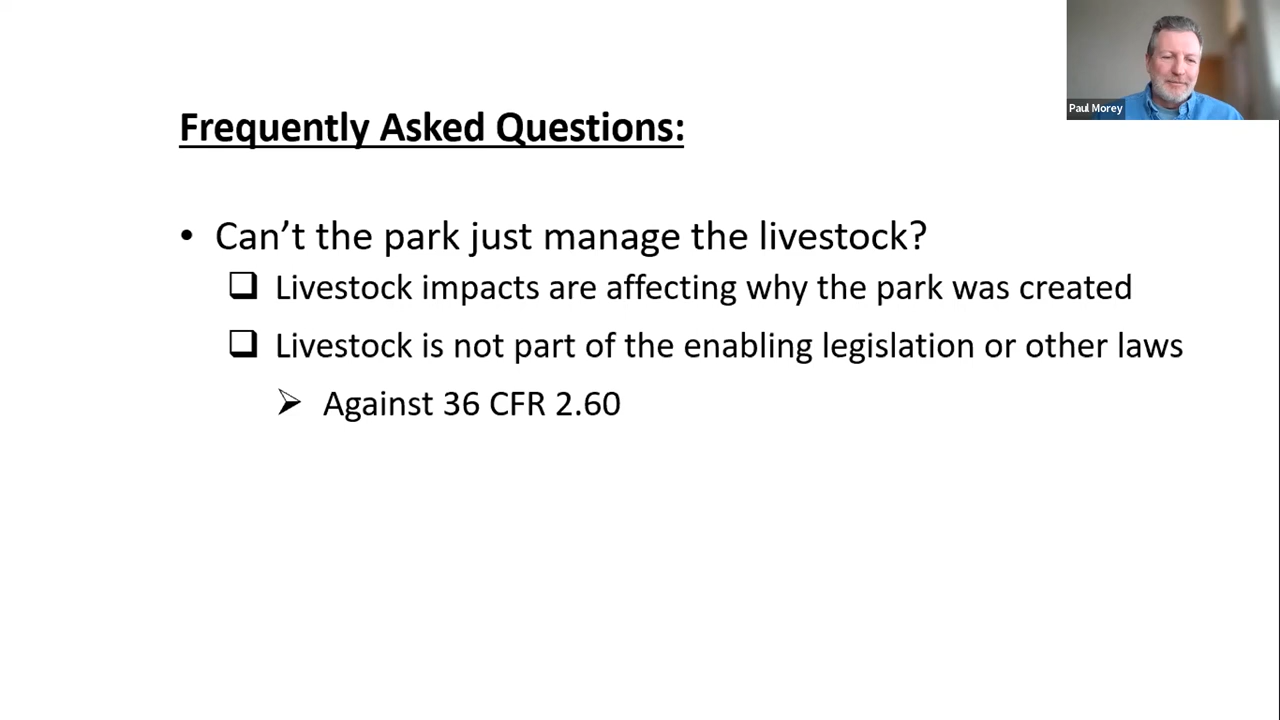 Paul Morey
Frequently Asked Questions:
• Can’t the park just manage the livestock?
❑ Livestock impacts are affecting why the park was created
❑ Livestock is not part of the enabling legislation or other laws
➢ Against 36 CFR 2.60